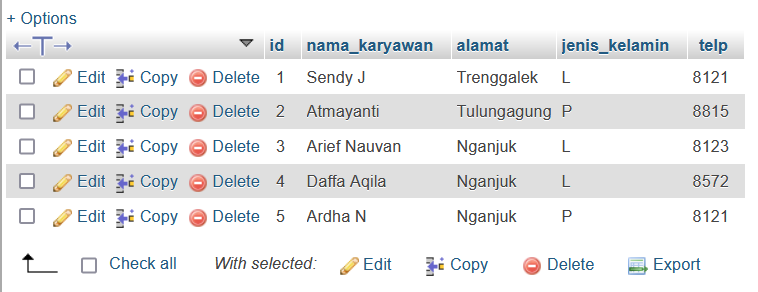 + Options
id nama_karyawan alamat jenis_kelamin telp
Edit Copy Delete 1 Sendy J Trenggalek L 8121
Edit Copy Delete 2 Atmayanti Tulungagung P 8815
Edit Copy Delete 3 Arief Nauvan Nganjuk L 8123
Edit Copy Delete 4 Daffa Aqila Nganjuk L 8572
Edit Copy Delete 5 Ardha N Nganjuk P 8121
Check all With selected: Edit Copy Delete Export